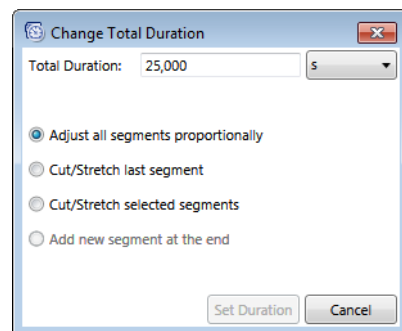 Change Total Duration
Total Duration: 25,000 s
Adjust all segments proportionally
Cut/Stretch last segment
Cut/Stretch selected segments
Add new segment at the end
Set Duration Cancel